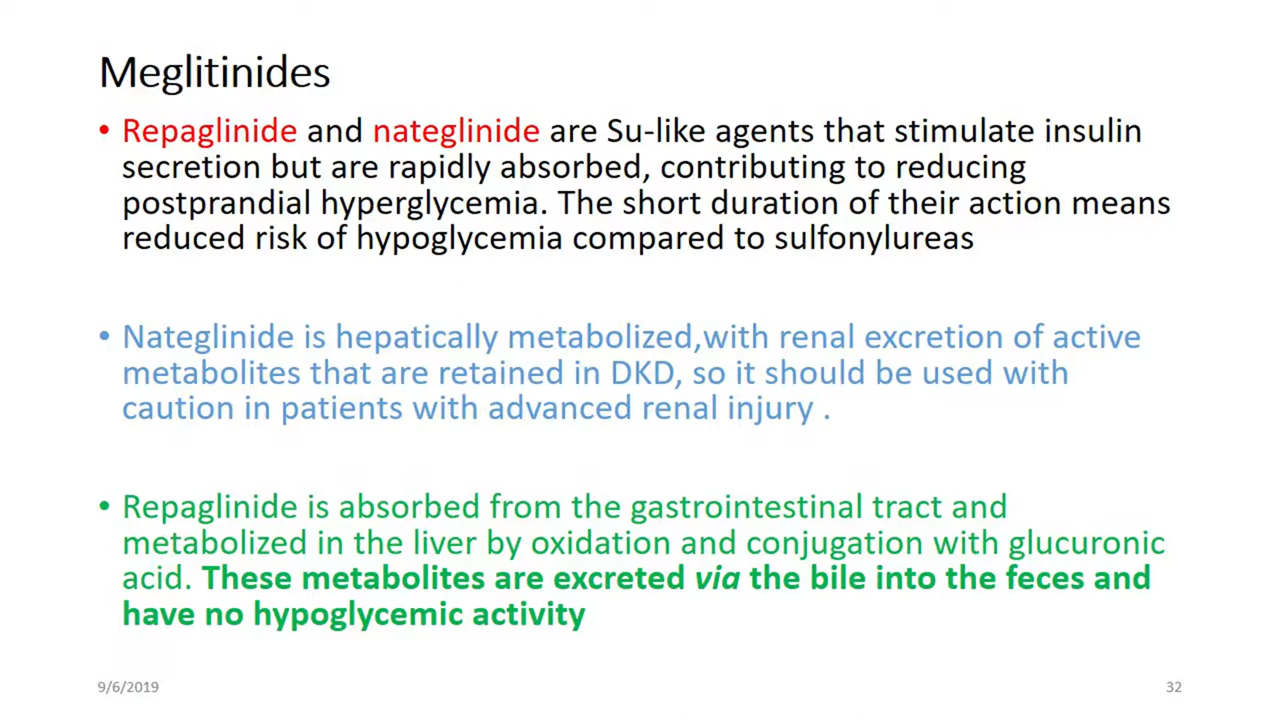 Meglitinides
• Repaglinide and nateglinide are Su-like agents that stimulate insulin
secretion but are rapidly absorbed, contributing to reducing
postprandial hyperglycemia. The short duration of their action means
reduced risk of hypoglycemia compared to sulfonylureas
• Nateglinide is hepatically metabolized,with renal excretion of active
metabolites that are retained in DKD, so it should be used with
caution in patients with advanced renal injury .
• Repaglinide is absorbed from the gastrointestinal tract and
metabolized in the liver by oxidation and conjugation with glucuronic
acid. These metabolites are excreted via the bile into the feces and
have no hypoglycemic activity
9/6/2019
32